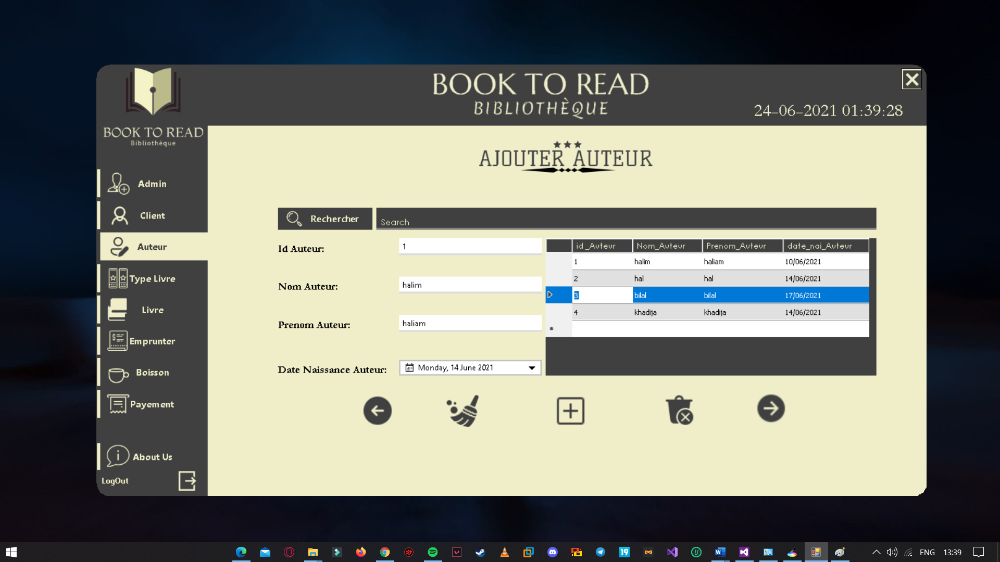 BOOK TO READ
BIBLIOTHÈQUE
24-06-2021 01:39:28
BOOK TO READ
Bibliothèque
Admin
Client
Auteur
Type Livre
Livre
Emprunter
Boisson
Payement
About Us
LogOut
AJOUTER AUTEUR
Rechercher
Search
Id Auteur:
1
Nom Auteur:
halim
Prenom Auteur:
haliam
Date Naissance Auteur:
Monday, 14 June 2021
id_Auteur Nom_Auteur Prenom_Auteur date_nai_Auteur
1 halim haliam 10/06/2021
2 hal hal 14/06/2021
3 bilal bilal 17/06/2021
4 khadija khadija 14/06/2021
19
ENG 13:39